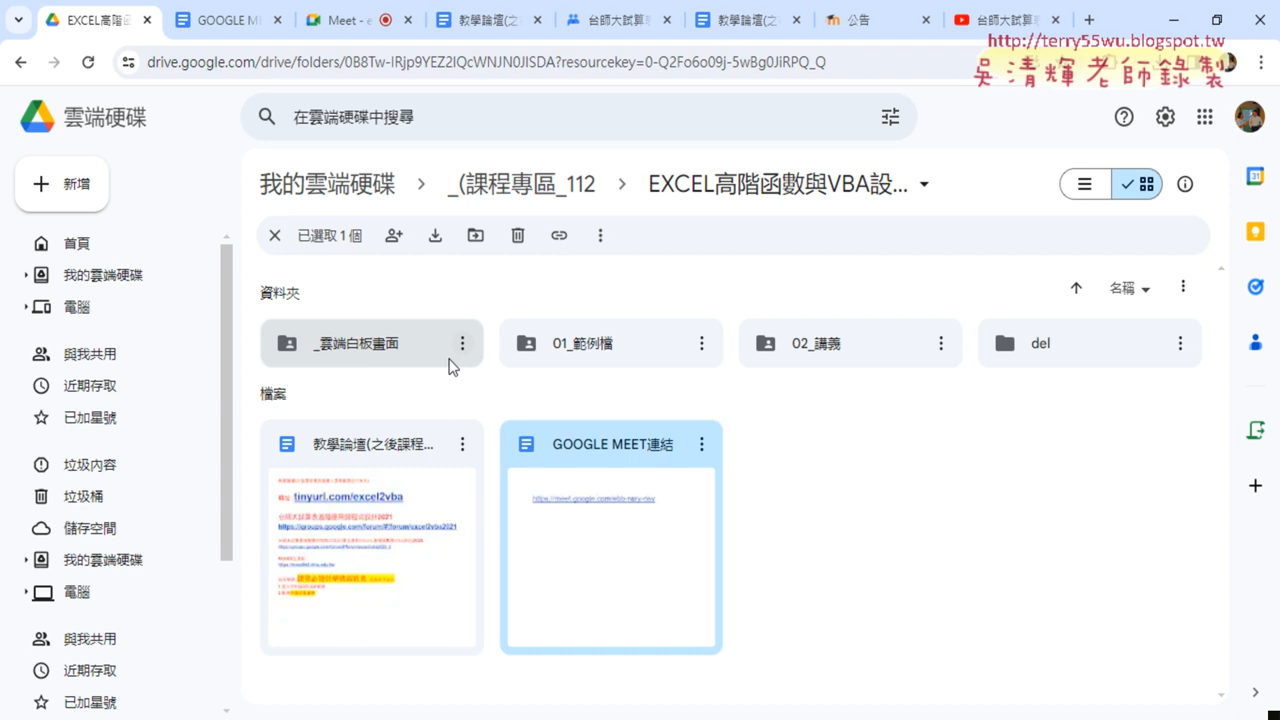 EXCEL高階函
GOOGLE M
Meet - e
教學論壇(之
台師大試算
教學論壇(之
公告
台師大試算
http://terry55wu.blogspot.tw
drive.google.com/drive/folders/0B8Tw-IRjp9YEZ2IQcWNJN0JISDA?resourcekey=0-Q2Fo6o09j-5wBg0JiRPQ_Q
吳清輝老師錄製
雲端硬碟
在雲端硬碟中搜尋
新增
我的雲端硬碟 > _(課程專區_112 > EXCEL高階函數與VBA設...
已選取 1 個
首頁
我的雲端硬碟
電腦
與我共用
近期存取
已加星號
垃圾內容
垃圾桶
儲存空間
我的雲端硬碟
電腦
與我共用
近期存取
已加星號
資料夾
名稱
_雲端白板畫面
01_範例檔
02_講義
del
檔案
教學論壇(之後課程...
GOOGLE MEET連結
tinyurl.com/excel2vba
https://groups.google.com/forum/#!forum/excel2vba2021